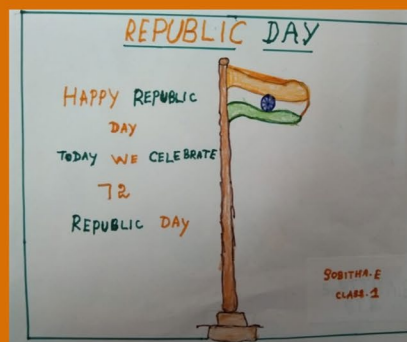 REPUBLIC DAY
HAPPY REPUBLIC
DAY
TODAY WE CELEBRATE
72
REPUBLIC DAY
SOBITHA.E
CLASS-1